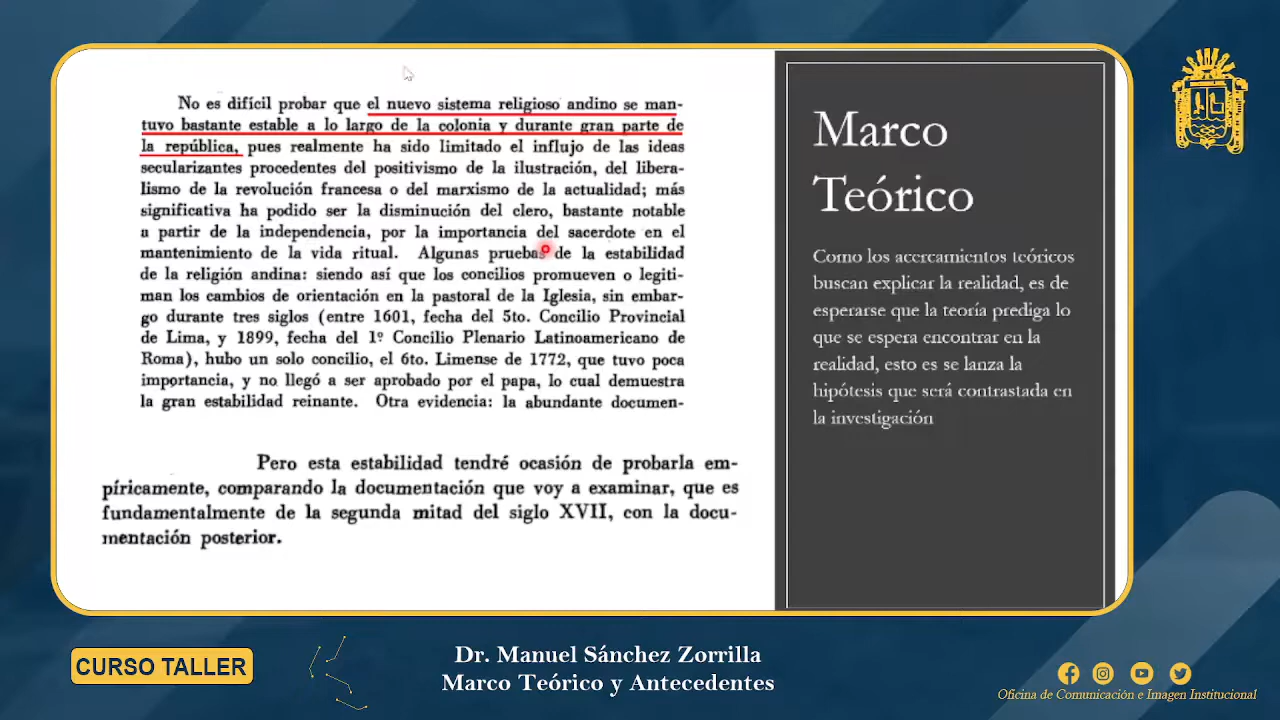 No es difícil probar que el nuevo sistema religioso andino se man-
tuvo bastante estable a lo largo de la colonia y durante gran parte de
la república, pues realmente ha sido limitado el influjo de las ideas
secularizantes procedentes del positivismo de la ilustración, del libera-
lismo de la revolución francesa o del marxismo de la actualidad; más
significativa ha podido ser la disminución del clero, bastante notable
a partir de la independencia, por la importancia del sacerdote en el
mantenimiento de la vida ritual. Algunas pruebas de la estabilidad
de la religión andina: siendo así que los concilios promueven o legiti-
man los cambios de orientación en la pastoral de la Iglesia, sin embar-
go durante tres siglos (entre 1601, fecha del 5to. Concilio Provincial
de Lima, y 1899, fecha del 1º Concilio Plenario Latinoamericano de
Roma), hubo un solo concilio, el 6to. Limense de 1772, que tuvo poca
importancia, y no llegó a ser aprobado por el papa, lo cual demuestra
la gran estabilidad reinante. Otra evidencia: la abundante documen-
Pero esta estabilidad tendré ocasión de probarla em-
píricamente, comparando la documentación que voy a examinar, que es
fundamentalmente de la segunda mitad del siglo XVII, con la docu-
mentación posterior.
Marco
Teórico
Como los acercamientos teóricos
buscan explicar la realidad, es de
esperarse que la teoría prediga lo
que se espera encontrar en la
realidad, esto es se lanza la
hipótesis que será contrastada en
la investigación
CURSO TALLER
Dr. Manuel Sánchez Zorrilla
Marco Teórico y Antecedentes
Oficina de Comunicación e Imagen Institucional